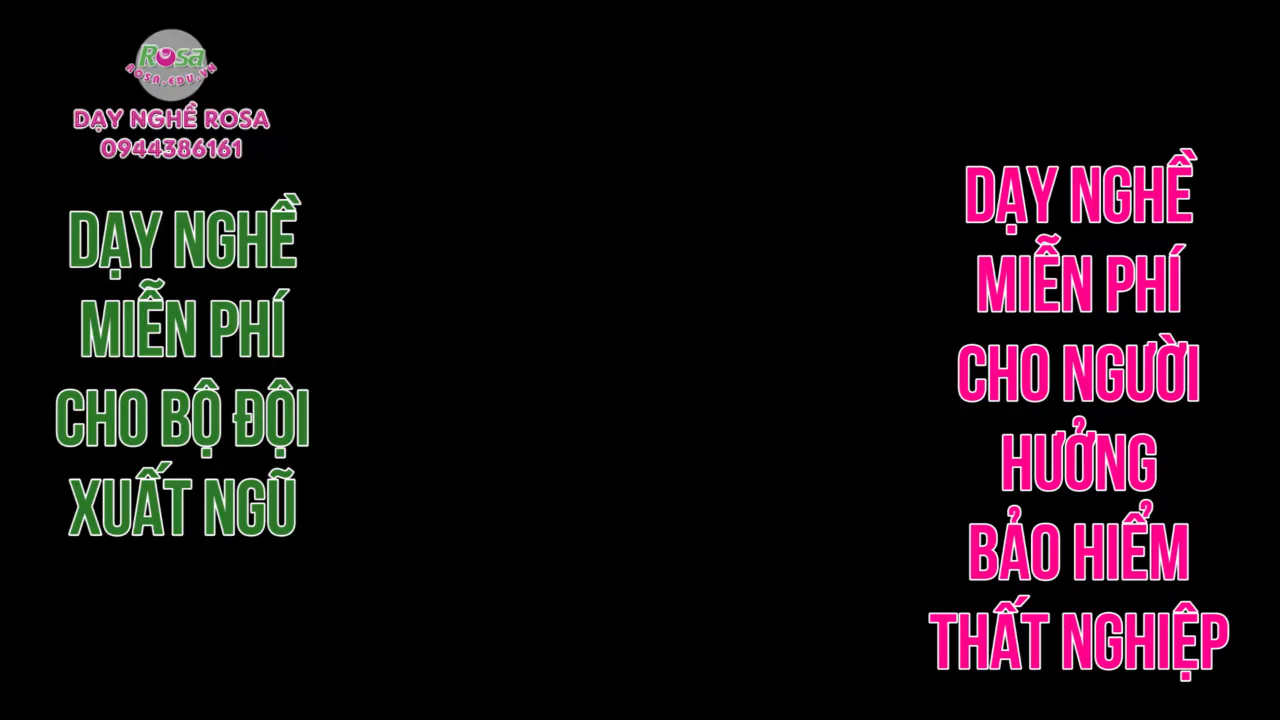 Rosa
ROSA.EDU.VN
DẠY NGHỀ ROSA
0944386161
DẠY NGHỀ
MIỄN PHÍ
CHO BỘ ĐỘI
XUẤT NGŨ
DẠY NGHỀ
MIỄN PHÍ
CHO NGƯỜI
HƯỞNG
BẢO HIỂM
THẤT NGHIỆP